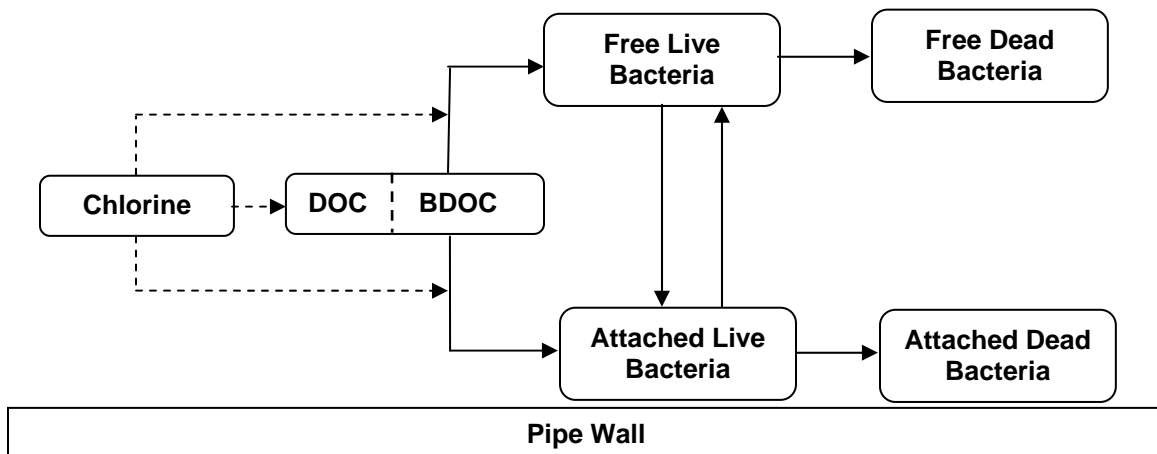 Free Live
Bacteria
Free Dead
Bacteria
Chlorine
DOC
BDOC
Attached Live
Bacteria
Attached Dead
Bacteria
Pipe Wall